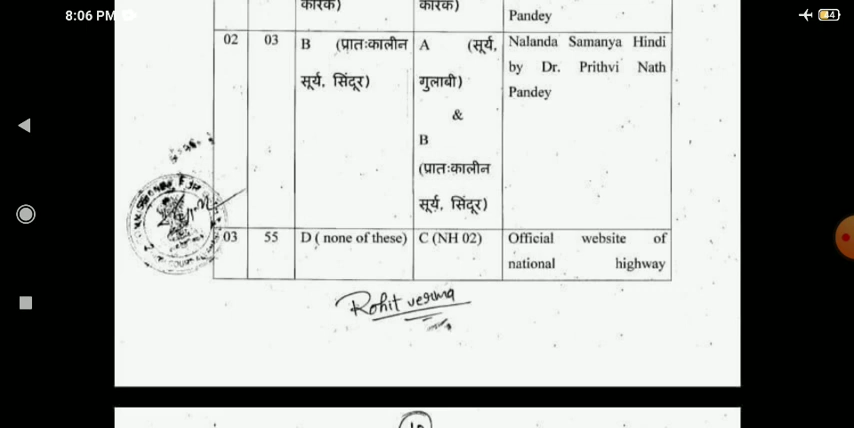 8:06 PM
84
कारक)
कारक)
Pandey
02
03
B (प्रातःकालीन
सूर्य, सिंदूर)
A (सूर्य,
गुलाबी)
&
B
(प्रातःकालीन
सूर्य, सिंदूर)
Nalanda Samanya Hindi
by Dr. Prithvi Nath
Pandey
03
55
D ( none of these)
C (NH 02)
Official website of
national highway
Rohit verma